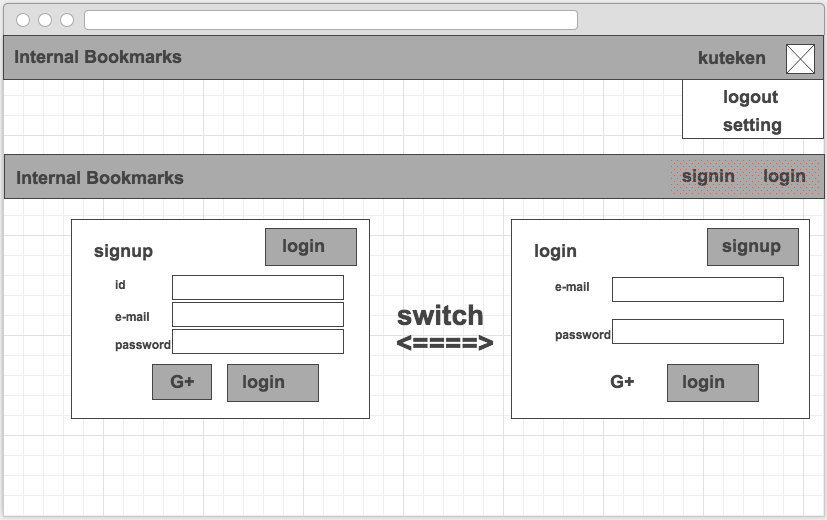 Internal Bookmarks kuteken
logout
setting
Internal Bookmarks signin login
signup login
id
e-mail
password
G+ login
switch
<====>
login signup
e-mail
password
G+ login